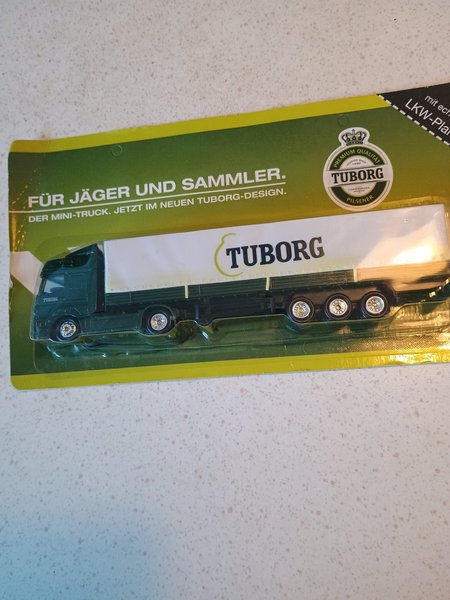 mit ech
LKW-Pla
FÜR JÄGER UND SAMMLER.
DER MINI-TRUCK. JETZT IM NEUEN TUBORG-DESIGN.
PREMIUM QUALITY
TUBORG
PILSENER
TUBORG
TUBORG